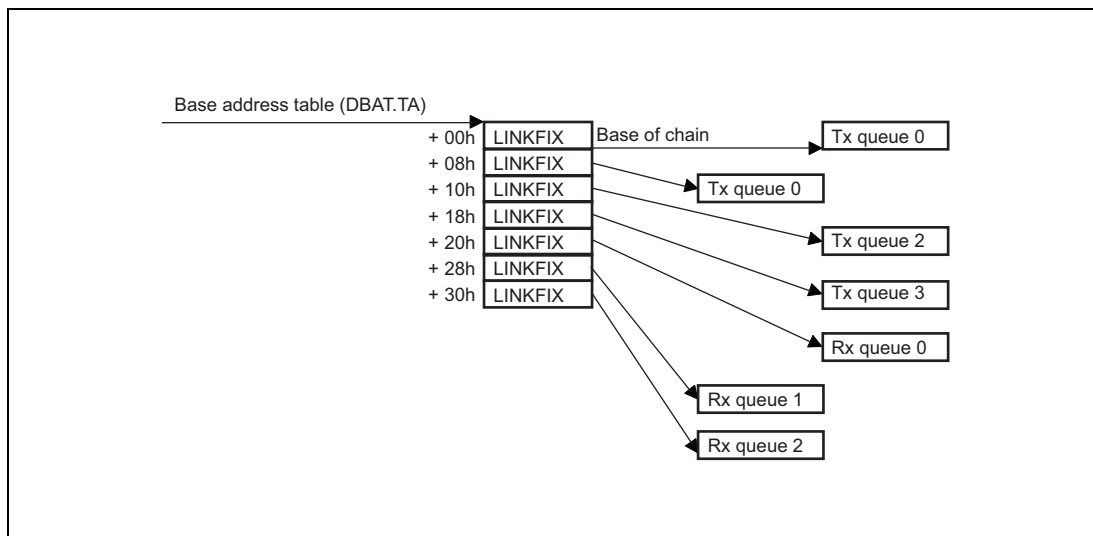 Base address table (DBAT.TA)
+ 00h LINKFIX Base of chain Tx queue 0
+ 08h LINKFIX
Tx queue 0
+ 10h LINKFIX
+ 18h LINKFIX
Tx queue 2
+ 20h LINKFIX
+ 28h LINKFIX
+ 30h LINKFIX
Tx queue 3
Rx queue 0
Rx queue 1
Rx queue 2